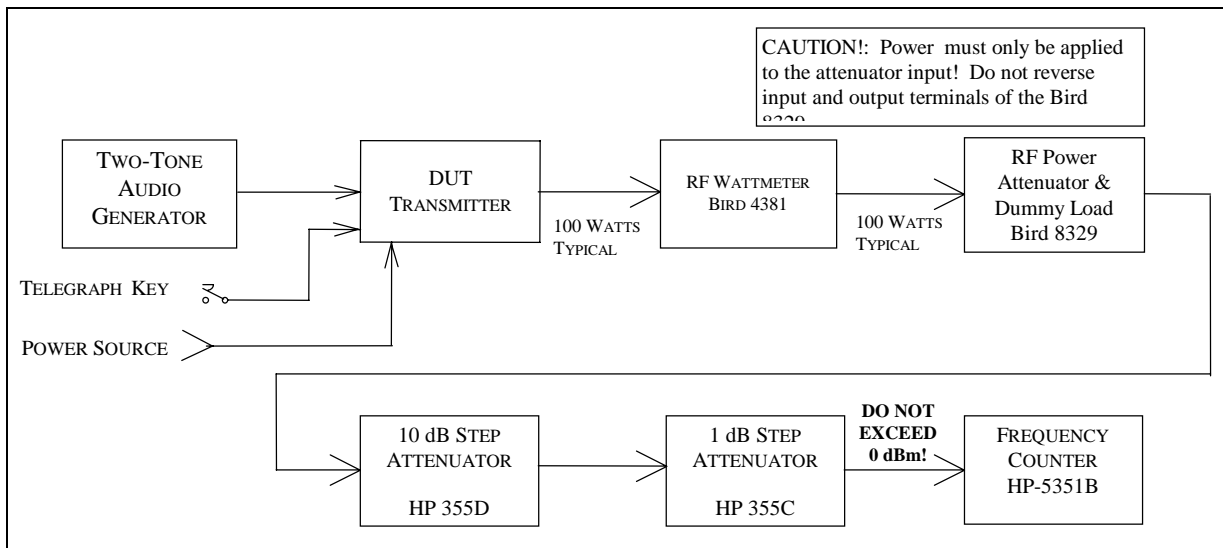 CAUTION!: Power must only be applied
to the attenuator input! Do not reverse
input and output terminals of the Bird
8329
TWO-TONE
AUDIO
GENERATOR
DUT
TRANSMITTER
100 WATTS
TYPICAL
RF WATTMETER
BIRD 4381
100 WATTS
TYPICAL
RF Power
Attenuator &
Dummy Load
Bird 8329
TELEGRAPH KEY
POWER SOURCE
10 dB STEP
ATTENUATOR
HP 355D
1 dB STEP
ATTENUATOR
HP 355C
DO NOT
EXCEED
0 dBm!
FREQUENCY
COUNTER
HP-5351B